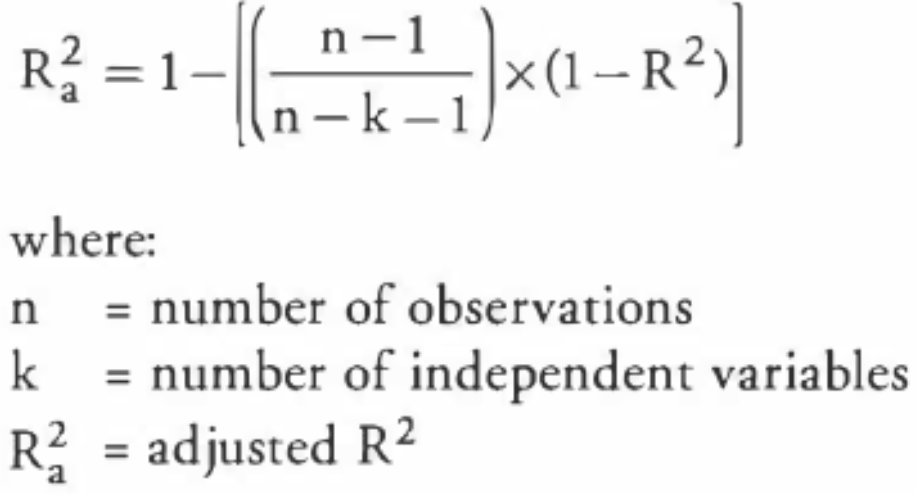 R²ₐ = 1 − [((n − 1)/(n − k − 1)) × (1 − R²)]
where:
n = number of observations
k = number of independent variables
R²ₐ = adjusted R²